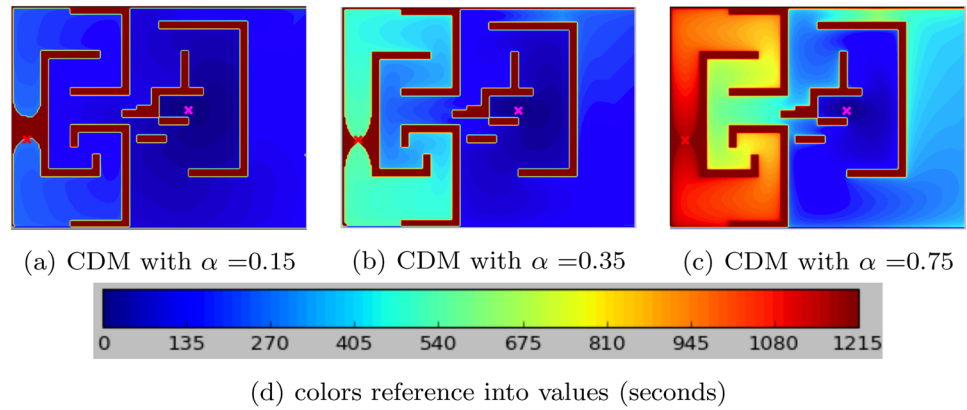 (a) CDM with α =0.15
(b) CDM with α =0.35
(c) CDM with α =0.75
0 135 270 405 540 675 810 945 1080 1215
(d) colors reference into values (seconds)